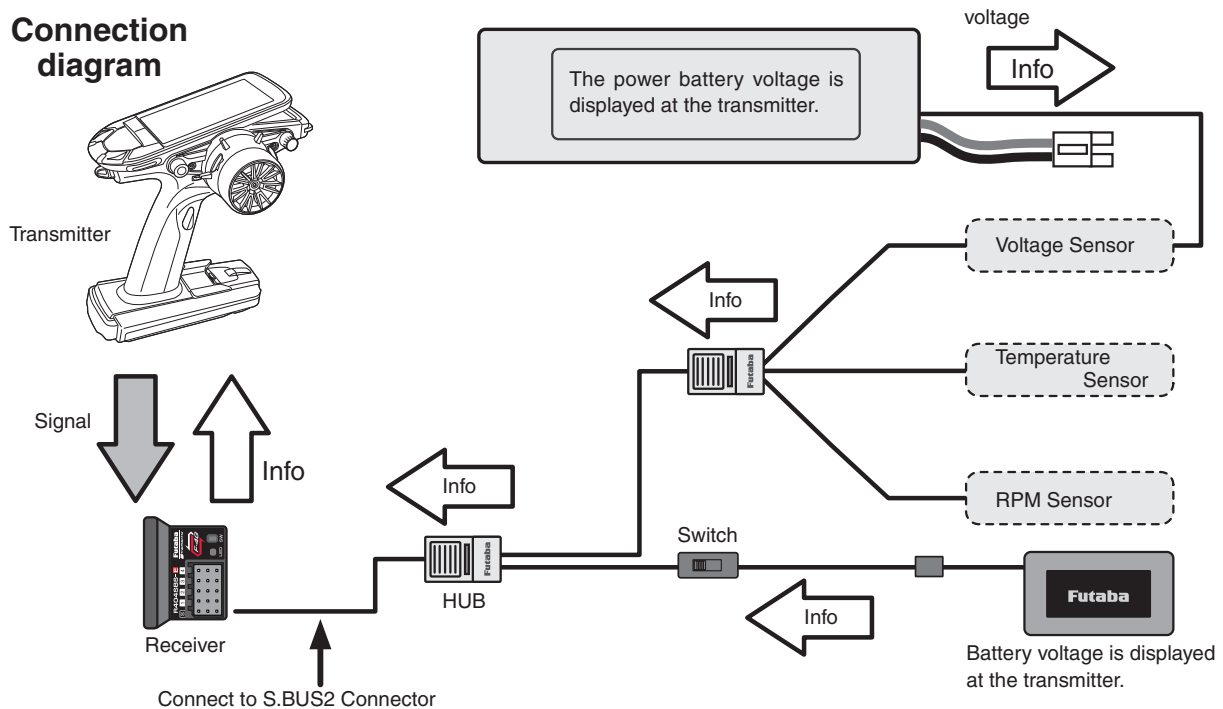 Connection
diagram
voltage
Info
The power battery voltage is
displayed at the transmitter.
Transmitter
Voltage Sensor
Info
Futaba
Temperature
Sensor
Signal
Info
Info
RPM Sensor
Futaba
R404SBS-E
Futaba
HUB
Switch
Info
Futaba
Receiver
Battery voltage is displayed
at the transmitter.
Connect to S.BUS2 Connector